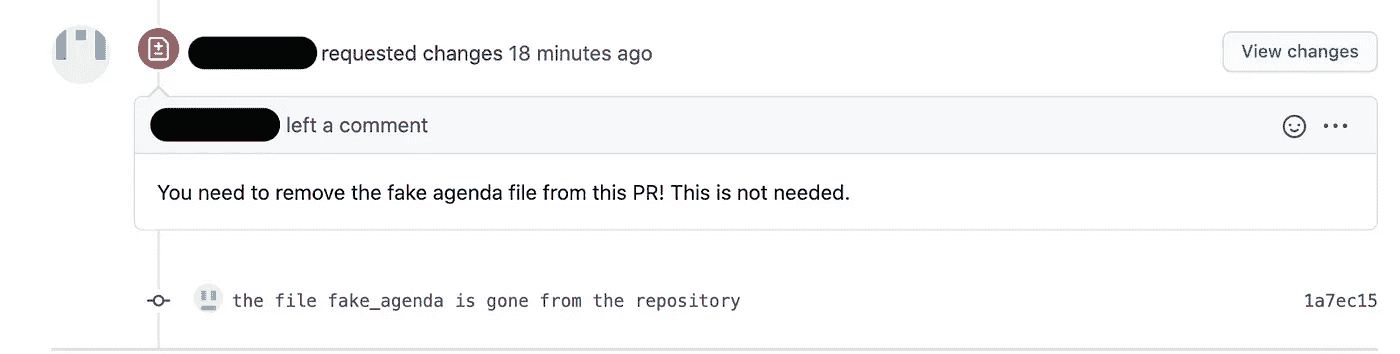 requested changes 18 minutes ago
View changes
left a comment
You need to remove the fake agenda file from this PR! This is not needed.
the file fake_agenda is gone from the repository
1a7ec15